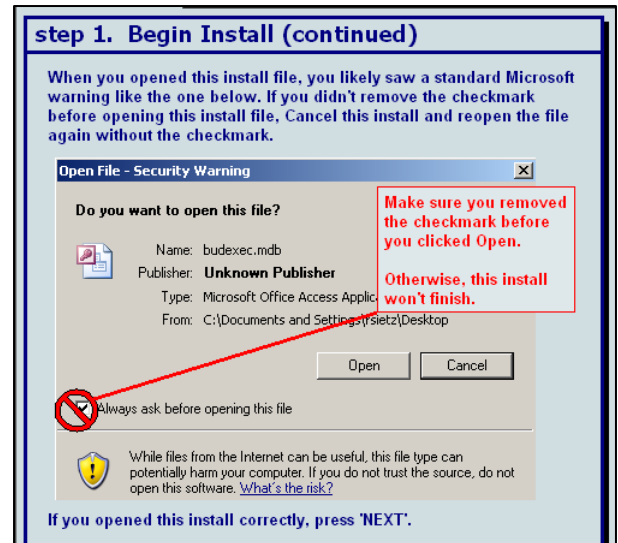 step 1. Begin Install (continued)
When you opened this install file, you likely saw a standard Microsoft
warning like the one below. If you didn't remove the checkmark
before opening this install file, Cancel this install and reopen the file
again without the checkmark.
Open File - Security Warning
Do you want to open this file?
Make sure you removed
the checkmark before
you clicked Open.
Otherwise, this install
won't finish.
Name: budexec.mdb
Publisher: Unknown Publisher
Type: Microsoft Office Access Applic
From: C:\Documents and Settings\rsietz\Desktop
Open Cancel
Always ask before opening this file
While files from the Internet can be useful, this file type can
potentially harm your computer. If you do not trust the source, do not
open this software. What's the risk?
If you opened this install correctly, press 'NEXT'.